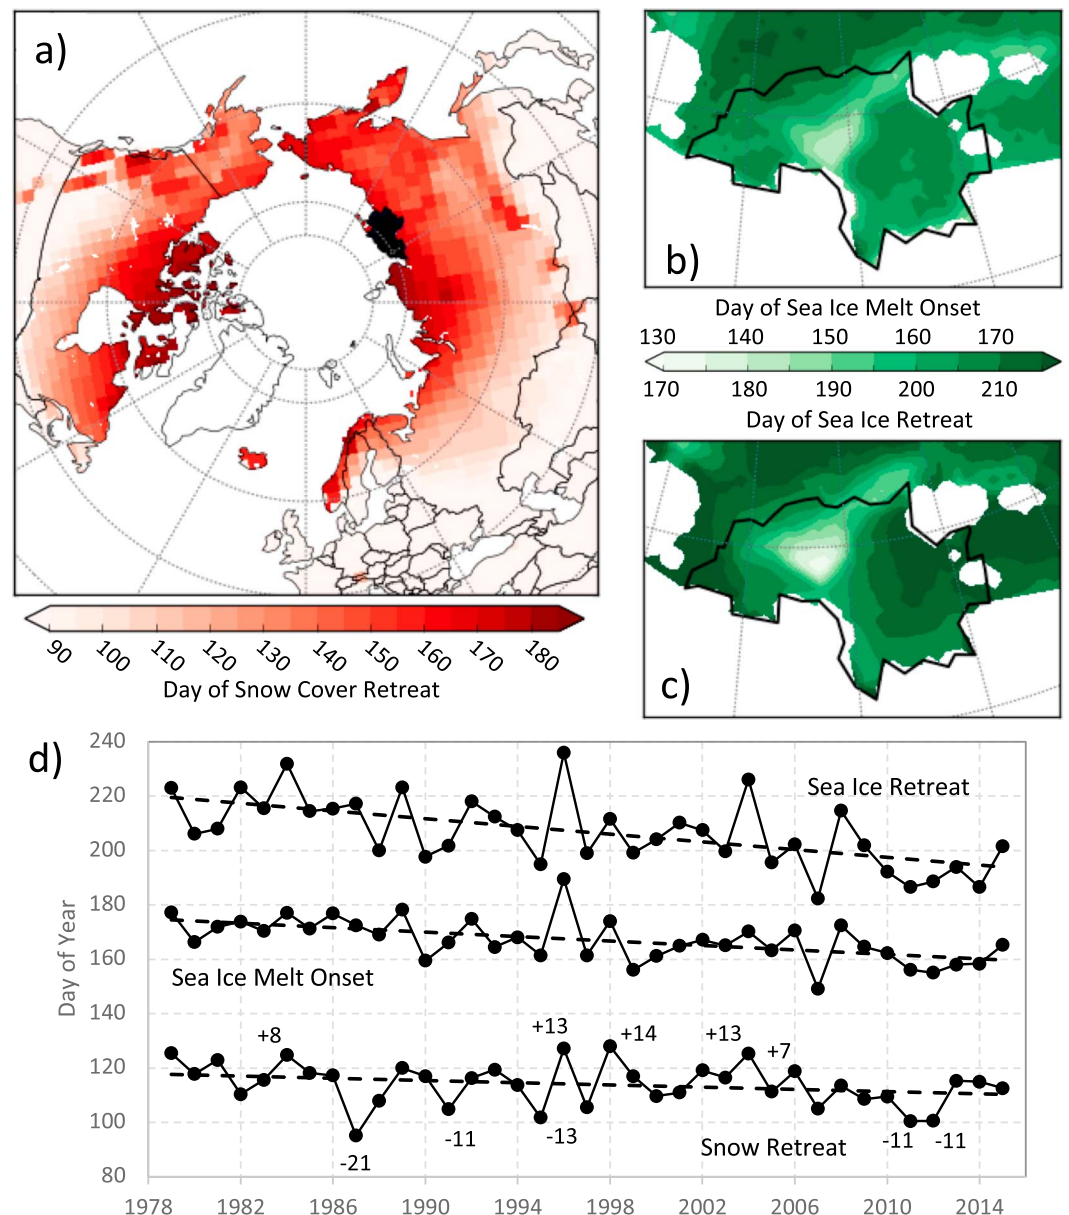 a)
90 100 110 120 130 140 150 160 170 180
Day of Snow Cover Retreat
b)
Day of Sea Ice Melt Onset
130 140 150 160 170
170 180 190 200 210
Day of Sea Ice Retreat
c)
d)
240
220
200
180
160
140
120
100
80
Day of Year
Sea Ice Retreat
Sea Ice Melt Onset
+8 +13 +14 +13 +7
-21 -11 -13 -11 -11
Snow Retreat
1978 1982 1986 1990 1994 1998 2002 2006 2010 2014